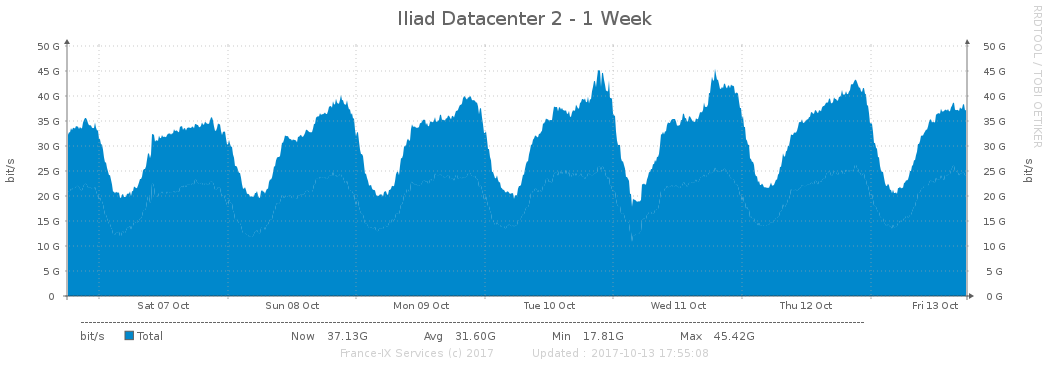 Iliad Datacenter 2 - 1 Week
RRDTOOL / TOBI OETIKER
bit/s
50 G 50 G
45 G 45 G
40 G 40 G
35 G 35 G
30 G 30 G
25 G 25 G
20 G 20 G
15 G 15 G
10 G 10 G
5 G 5 G
0 0 G
bit/s
Sat 07 Oct Sun 08 Oct Mon 09 Oct Tue 10 Oct Wed 11 Oct Thu 12 Oct Fri 13 Oct
bit/s Total Now 37.13G Avg 31.60G Min 17.81G Max 45.42G
France-IX Services (c) 2017 Updated : 2017-10-13 17:55:08